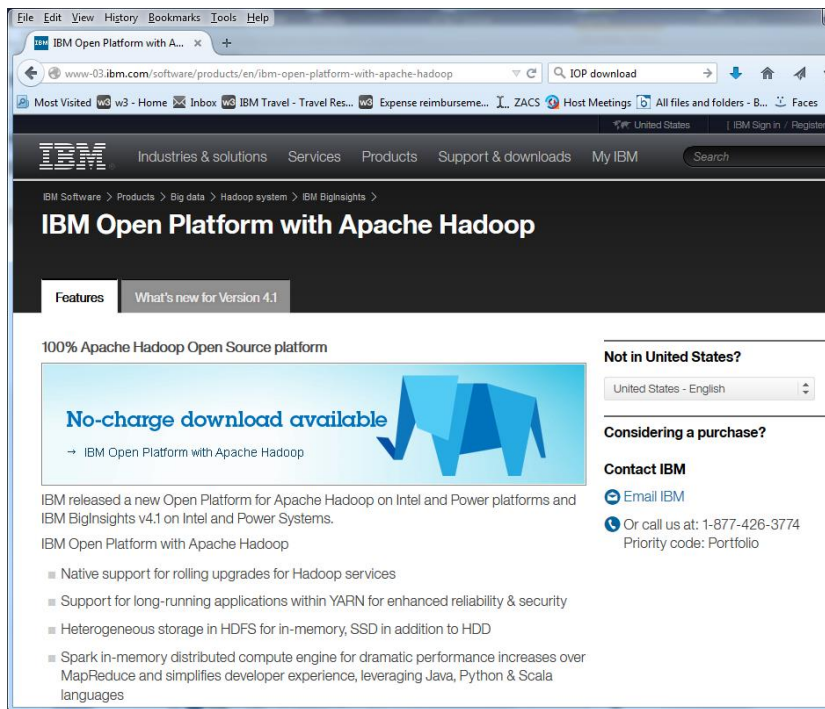 File Edit View History Bookmarks Tools Help
IBM Open Platform with A... × +
www-03.ibm.com/software/products/en/ibm-open-platform-with-apache-hadoop
IOP download
Most Visited w3 w3 - Home Inbox w3 IBM Travel - Travel Res... w3 Expense reimburseme... ZACS Host Meetings All files and folders - B... Faces
United States [ IBM Sign in / Register
IBM Industries & solutions Services Products Support & downloads My IBM Search
IBM Software > Products > Big data > Hadoop system > IBM BigInsights >
IBM Open Platform with Apache Hadoop
Features What's new for Version 4.1
100% Apache Hadoop Open Source platform
No-charge download available
→ IBM Open Platform with Apache Hadoop
IBM released a new Open Platform for Apache Hadoop on Intel and Power platforms and
IBM BigInsights v4.1 on Intel and Power Systems.
IBM Open Platform with Apache Hadoop
Native support for rolling upgrades for Hadoop services
Support for long-running applications within YARN for enhanced reliability & security
Heterogeneous storage in HDFS for in-memory, SSD in addition to HDD
Spark in-memory distributed compute engine for dramatic performance increases over
MapReduce and simplifies developer experience, leveraging Java, Python & Scala
languages
Not in United States?
United States - English
Considering a purchase?
Contact IBM
Email IBM
Or call us at: 1-877-426-3774
Priority code: Portfolio